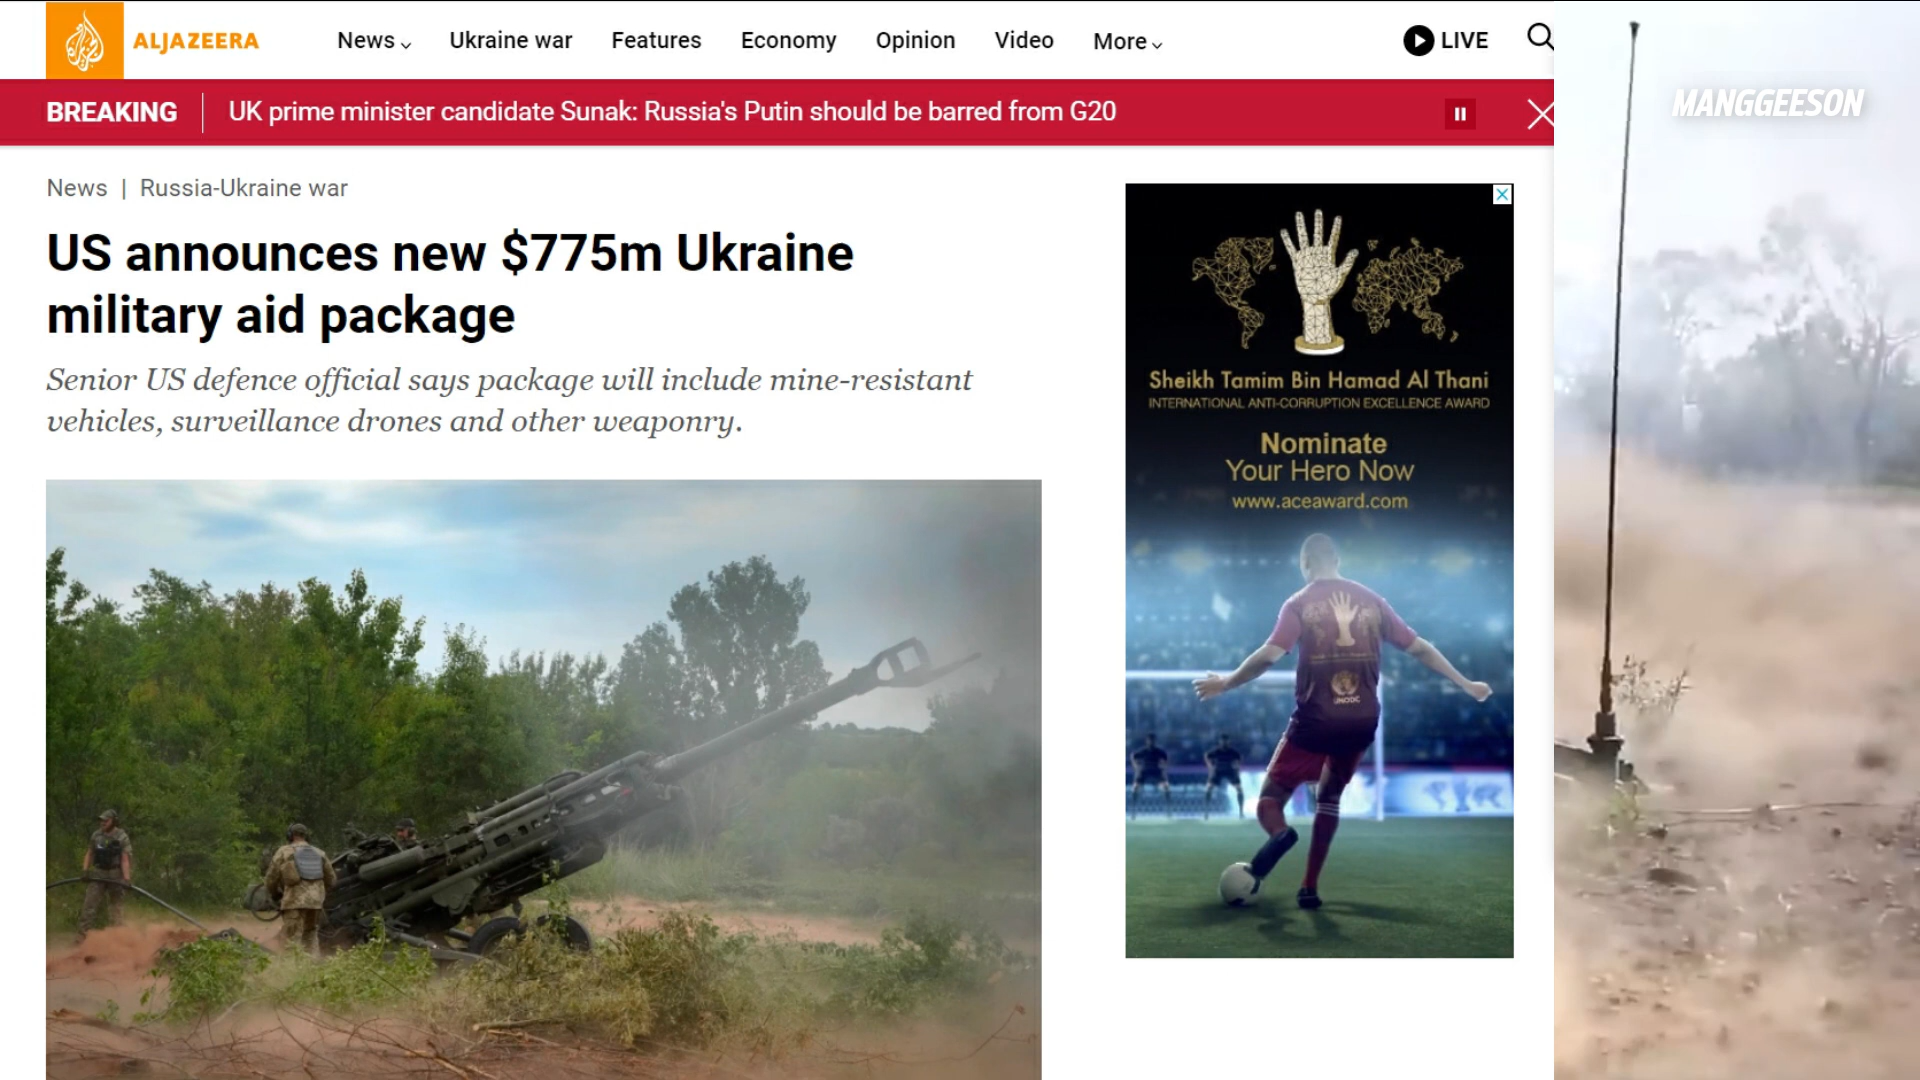 ALJAZEERA
News
Ukraine war
Features
Economy
Opinion
Video
More
LIVE
MANGGEESON
BREAKING
UK prime minister candidate Sunak: Russia's Putin should be barred from G20
News | Russia-Ukraine war
US announces new $775m Ukraine
military aid package
Senior US defence official says package will include mine-resistant
vehicles, surveillance drones and other weaponry.
Sheikh Tamim Bin Hamad Al Thani
INTERNATIONAL ANTI-CORRUPTION EXCELLENCE AWARD
Nominate
Your Hero Now
www.aceaward.com
UNODC